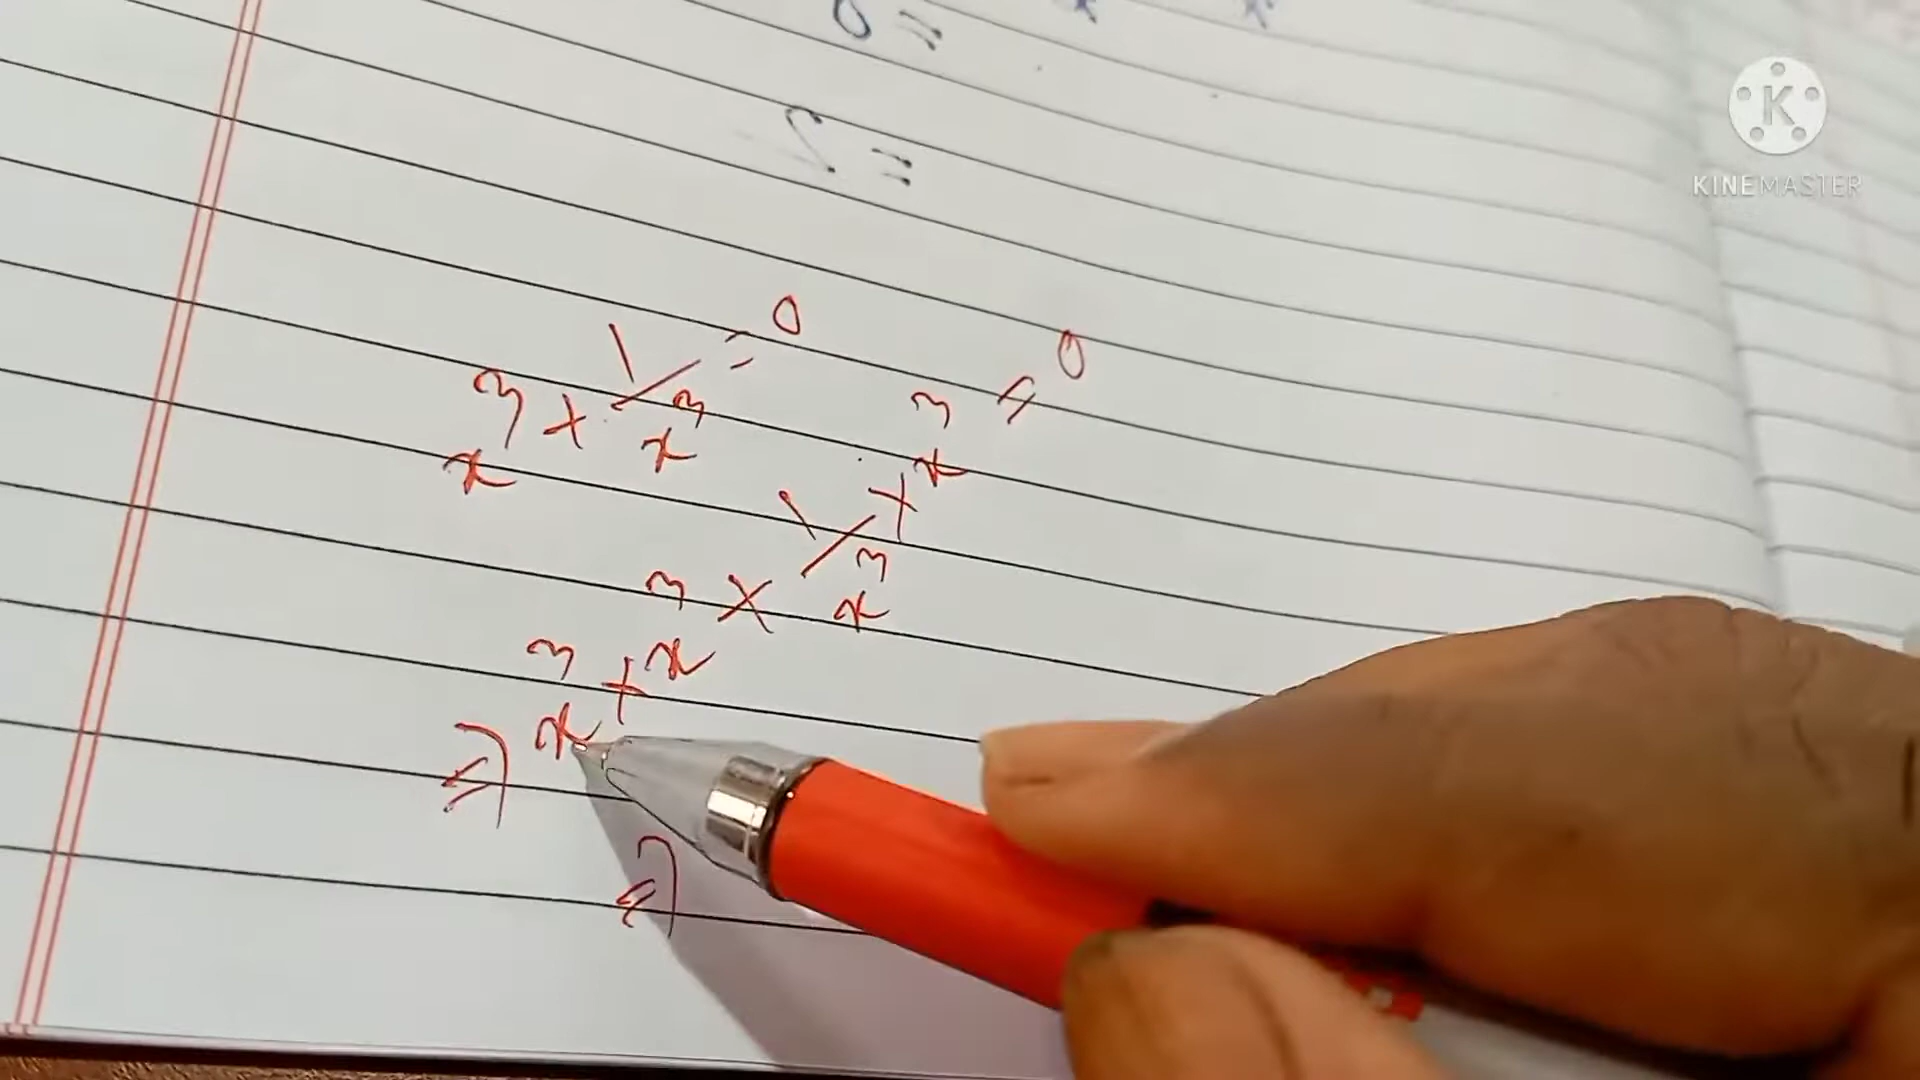 x³ + 1/x³ = 0
⇒ x³ × x³ + 1/x³ × x³ = 0
⇒
KINEMASTER